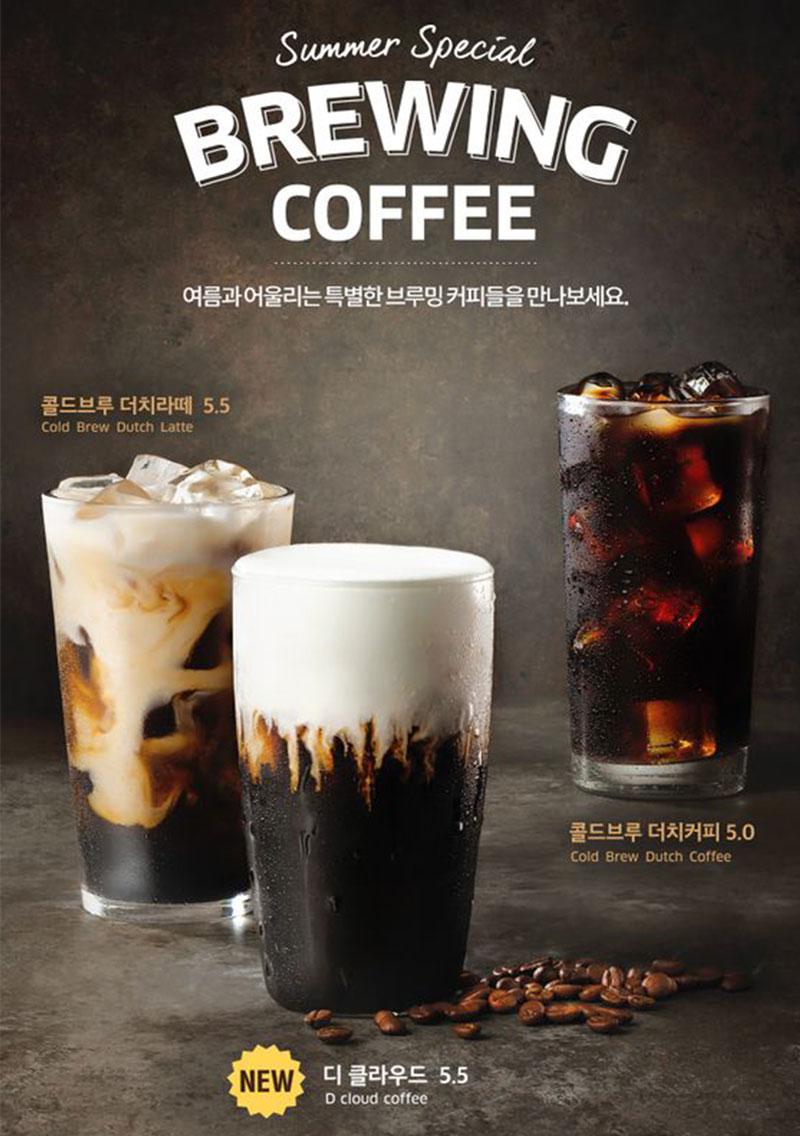 Summer Special
BREWING
COFFEE
여름과 어울리는 특별한 브루밍 커피들을 만나보세요.
콜드브루 더치라떼 5.5
Cold Brew Dutch Latte
콜드브루 더치커피 5.0
Cold Brew Dutch Coffee
NEW
디 클라우드 5.5
D cloud coffee